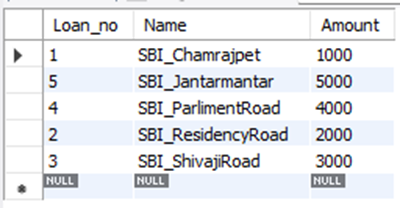 Loan_no Name Amount
1 SBI_Chamrajpet 1000
5 SBI_Jantarmantar 5000
4 SBI_ParlimentRoad 4000
2 SBI_ResidencyRoad 2000
3 SBI_ShivajiRoad 3000
NULL NULL NULL